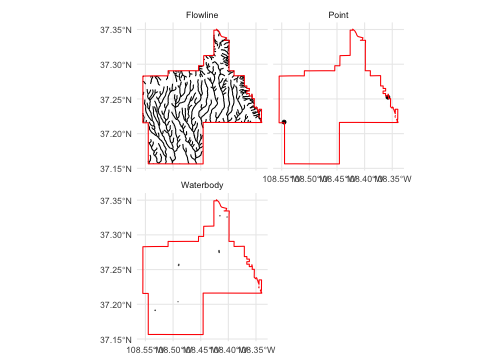 Flowline
Point
37.35°N
37.30°N
37.25°N
37.20°N
37.15°N
108.55°W
108.50°W
108.45°W
108.40°W
108.35°W
Waterbody
37.35°N
37.30°N
37.25°N
37.20°N
37.15°N
108.55°W
108.50°W
108.45°W
108.40°W
108.35°W